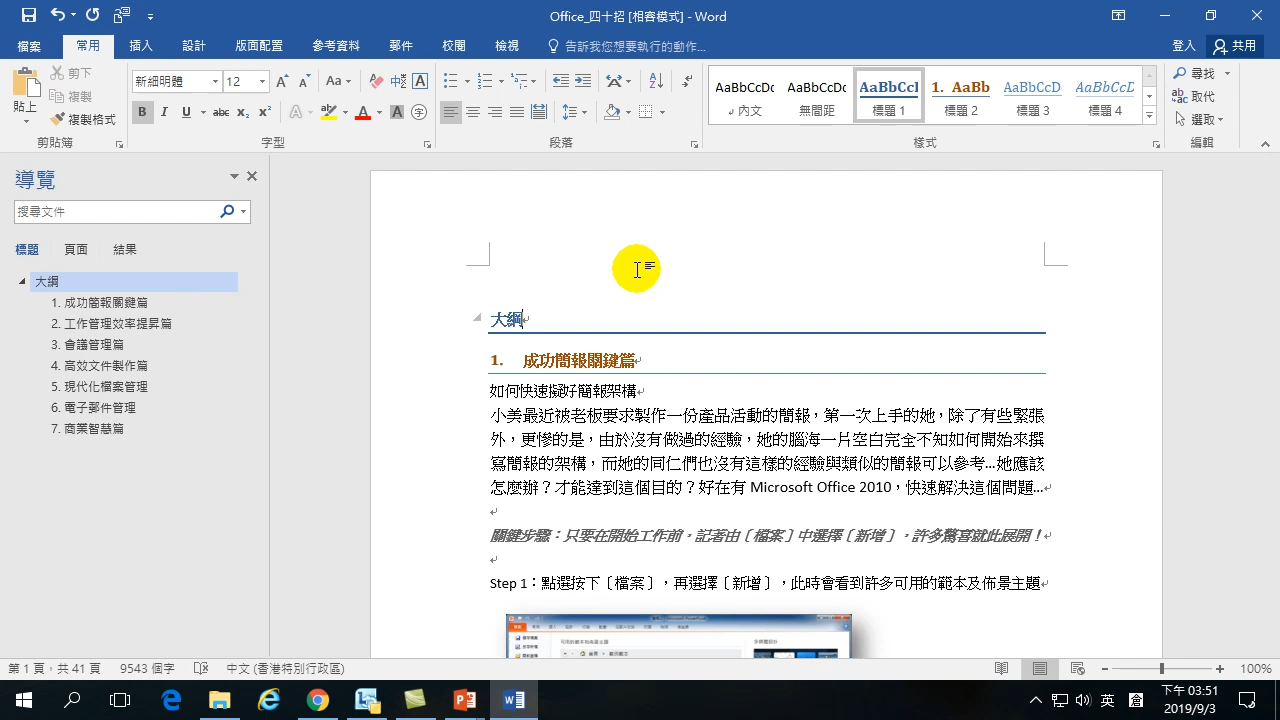 Office_四十招 [相容模式] - Word
檔案 常用 插入 設計 版面配置 參考資料 郵件 校閱 檢視 告訴我您想要執行的動作... 登入 共用
貼上 剪下 複製 複製格式
新細明體 12
AaBbCcDc AaBbCcDc AaBbCcl 1. AaBb AaBbCcD AaBbCcD
內文 無間距 標題 1 標題 2 標題 3 標題 4
尋找 取代 選取
剪貼簿 字型 段落 樣式 編輯
導覽
搜尋文件
標題 頁面 結果
大綱
1. 成功簡報關鍵篇
2. 工作管理效率提昇篇
3. 會議管理篇
4. 高效文件製作篇
5. 現代化檔案管理
6. 電子郵件管理
7. 商業智慧篇
大綱
1. 成功簡報關鍵篇
如何快速擬好簡報架構
小美最近被老板要求製作一份產品活動的簡報，第一次上手的她，除了有些緊張
外，更慘的是，由於沒有做過的經驗，她的腦海一片空白完全不知如何開始來撰
寫簡報的架構，而她的同仁們也沒有這樣的經驗與類似的簡報可以參考...她應該
怎麼辦？才能達到這個目的？好在有 Microsoft Office 2010，快速解決這個問題...
關鍵步驟：只要在開始工作前，記著由〔檔案〕中選擇〔新增〕，許多驚喜就此展開！
Step 1：點選按下〔檔案〕，再選擇〔新增〕，此時會看到許多可用的範本及佈景主題
第 1 頁，共 41 頁 8743 個字 中文 (香港特別行政區) 100%
英 下午 03:51
2019/9/3